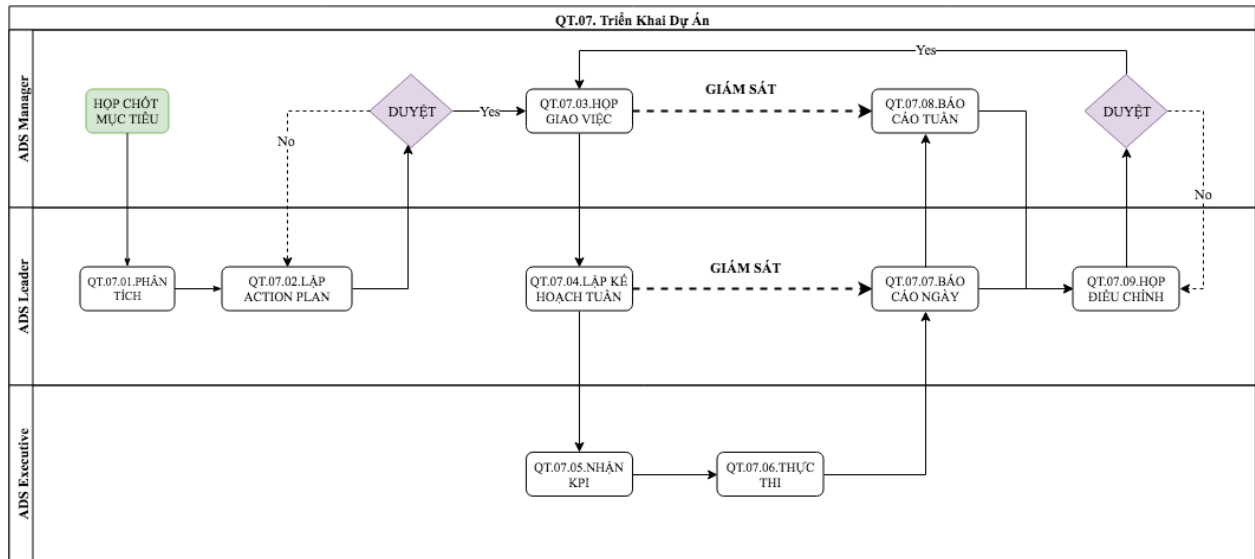 QT.07. Triển Khai Dự Án
ADS Manager
HỌP CHỐT
MỤC TIÊU
DUYỆT
Yes
No
QT.07.03.HỌP
GIAO VIỆC
GIÁM SÁT
QT.07.08.BÁO
CÁO TUẦN
Yes
DUYỆT
No
ADS Leader
QT.07.01.PHÂN
TÍCH
QT.07.02.LẬP
ACTION PLAN
QT.07.04.LẬP KẾ
HOẠCH TUẦN
GIÁM SÁT
QT.07.07.BÁO
CÁO NGÀY
QT.07.09.HỌP
ĐIỀU CHỈNH
ADS Executive
QT.07.05.NHẬN
KPI
QT.07.06.THỰC
THI